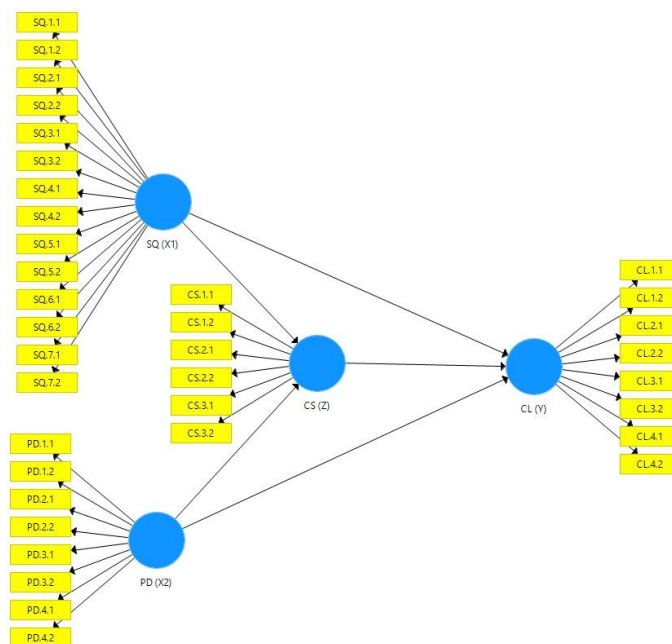 SQ.1.1
SQ.1.2
SQ.2.1
SQ.2.2
SQ.3.1
SQ.3.2
SQ.4.1
SQ.4.2
SQ.5.1
SQ.5.2
SQ.6.1
SQ.6.2
SQ.7.1
SQ.7.2
SQ (X1)
CS.1.1
CS.1.2
CS.2.1
CS.2.2
CS.3.1
CS.3.2
CS (Z)
CL.1.1
CL.1.2
CL.2.1
CL.2.2
CL.3.1
CL.3.2
CL.4.1
CL.4.2
CL (Y)
PD.1.1
PD.1.2
PD.2.1
PD.2.2
PD.3.1
PD.3.2
PD.4.1
PD.4.2
PD (X2)